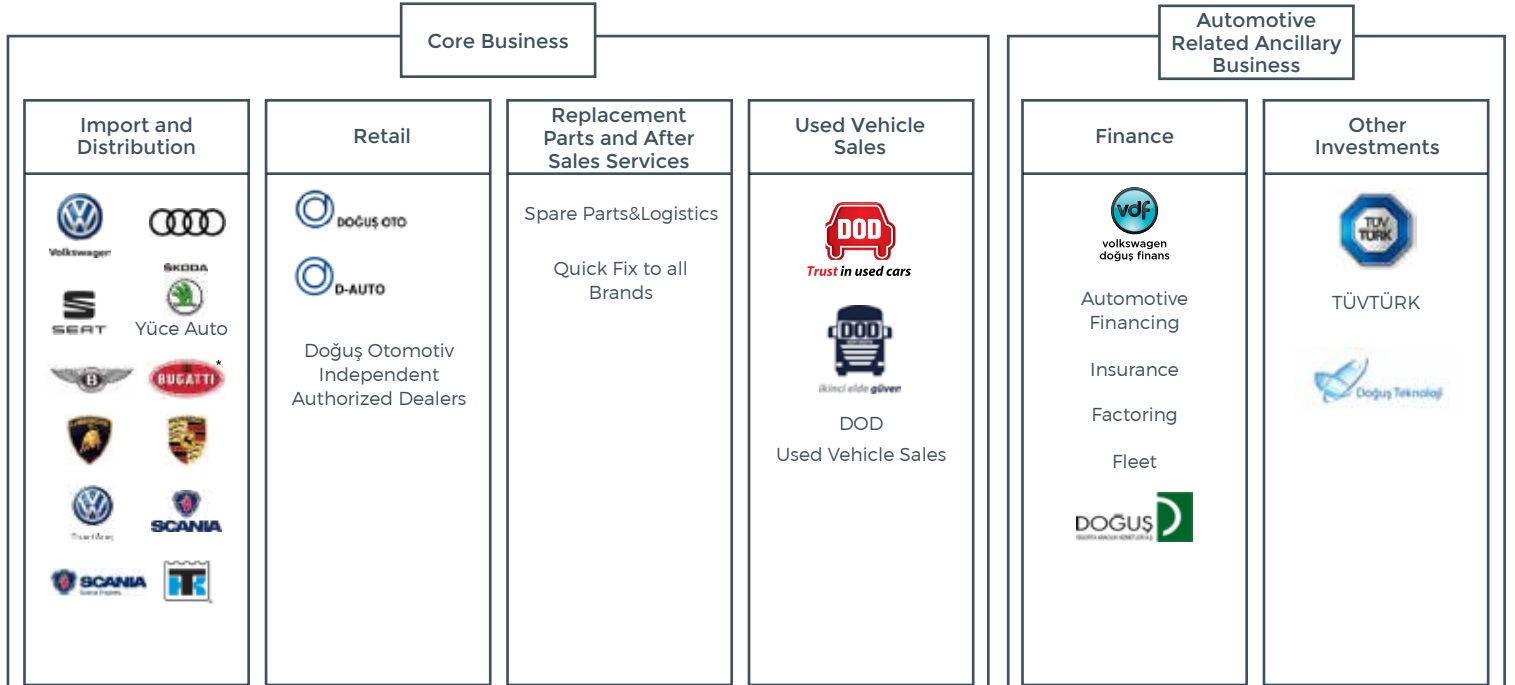 Core Business
Automotive
Related Ancillary
Business
Import and
Distribution
Volkswagen
ŠKODA
SEAT
Yüce Auto
B
BUGATTI
*
SCANIA
SCANIA
Retail
DOĞUŞ OTO
D-AUTO
Doğuş Otomotiv
Independent
Authorized Dealers
Replacement
Parts and After
Sales Services
Spare Parts&Logistics
Quick Fix to all
Brands
Used Vehicle
Sales
DOD
Trust in used cars
DOD
ikinci elde güven
DOD
Used Vehicle Sales
Finance
vdf
volkswagen
doğuş finans
Automotive
Financing
Insurance
Factoring
Fleet
DOĞUŞ
Other
Investments
TÜV
TURK
TÜVTÜRK
Doğuş Teknoloji